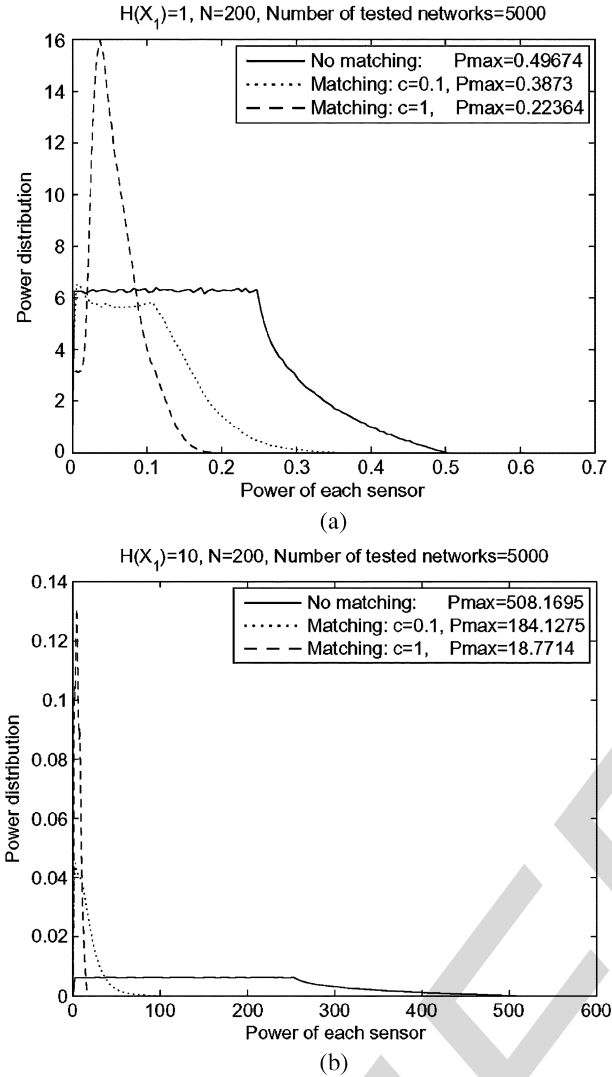 H(X₁)=1, N=200, Number of tested networks=5000
No matching: Pmax=0.49674
Matching: c=0.1, Pmax=0.3873
Matching: c=1, Pmax=0.22364
16
14
12
10
8
6
4
2
0
Power distribution
0 0.1 0.2 0.3 0.4 0.5 0.6 0.7
Power of each sensor
(a)
H(X₁)=10, N=200, Number of tested networks=5000
No matching: Pmax=508.1695
Matching: c=0.1, Pmax=184.1275
Matching: c=1, Pmax=18.7714
0.14
0.12
0.1
0.08
0.06
0.04
0.02
0
Power distribution
0 100 200 300 400 500 600
Power of each sensor
(b)